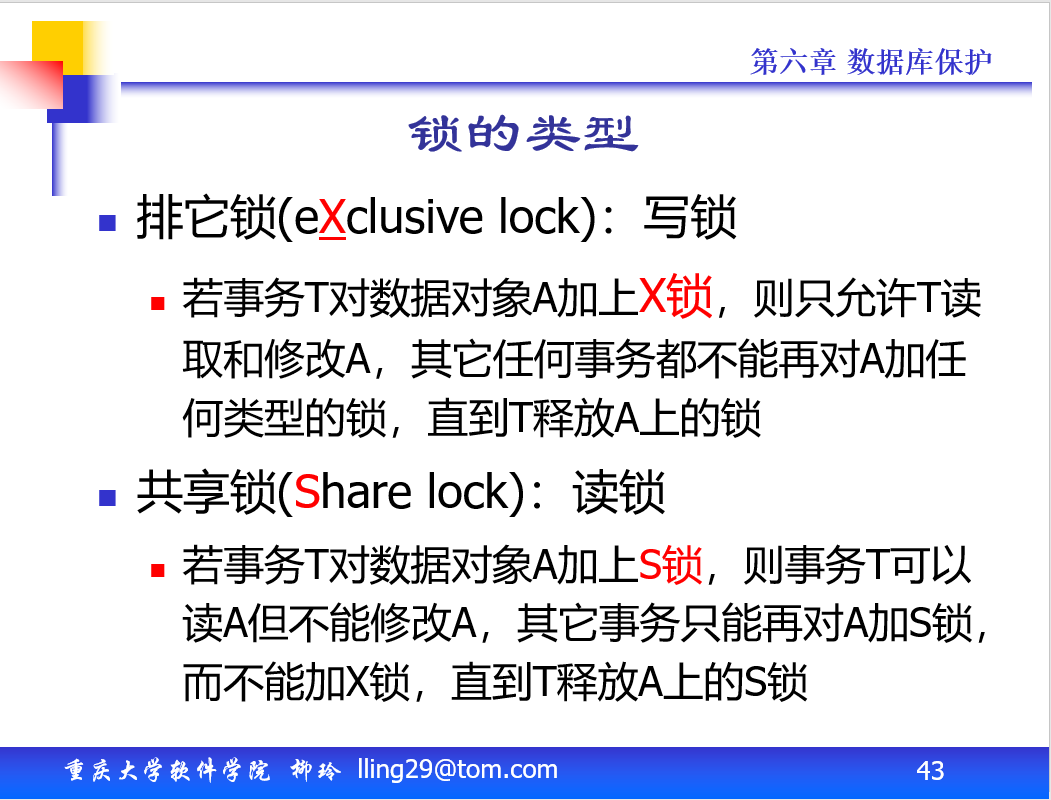 第六章 数据库保护
锁的类型
排它锁(eXclusive lock)：写锁
若事务T对数据对象A加上X锁，则只允许T读
取和修改A，其它任何事务都不能再对A加任
何类型的锁，直到T释放A上的锁
共享锁(Share lock)：读锁
若事务T对数据对象A加上S锁，则事务T可以
读A但不能修改A，其它事务只能再对A加S锁，
而不能加X锁，直到T释放A上的S锁
重庆大学软件学院 柳玲 lling29@tom.com 43